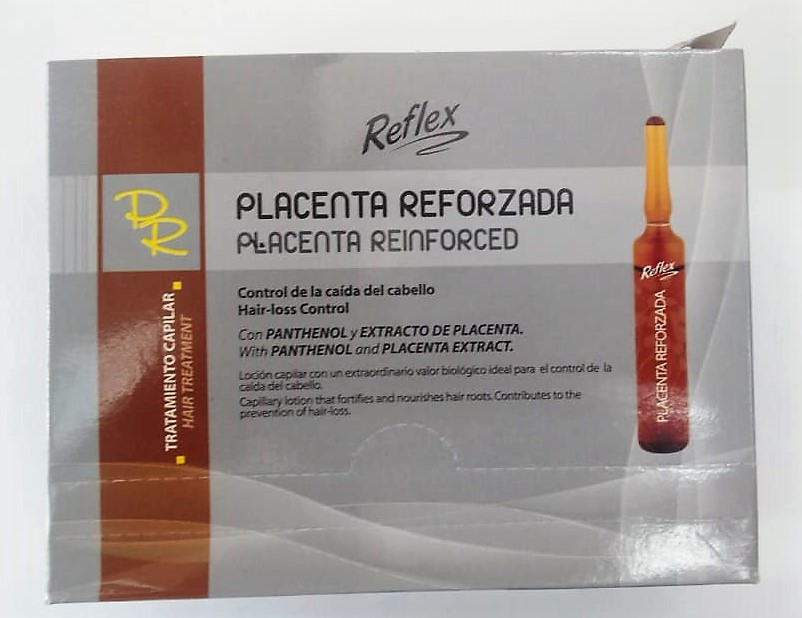 Reflex
PR
PLACENTA REFORZADA
PLACENTA REINFORCED
Control de la caída del cabello
Hair-loss Control
Con PANTHENOL y EXTRACTO DE PLACENTA.
With PANTHENOL and PLACENTA EXTRACT.
Loción capilar con un extraordinario valor biológico ideal para el control de la
caída del cabello.
Capillary lotion that fortifies and nourishes hair roots. Contributes to the
prevention of hair-loss.
TRATAMIENTO CAPILAR
HAIR TREATMENT
Reflex
PLACENTA REFORZADA